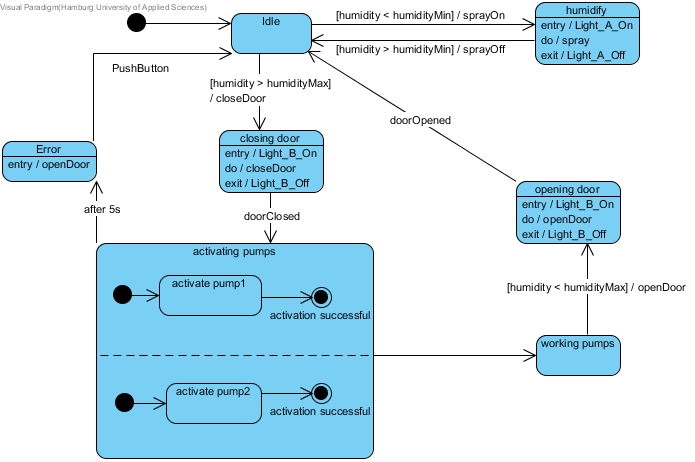 Visual Paradigm(Hamburg University of Applied Sciences)
Idle
[humidity < humidityMin] / sprayOn
[humidity > humidityMin] / sprayOff
humidify
entry / Light_A_On
do / spray
exit / Light_A_Off
PushButton
[humidity > humidityMax]
/ closeDoor
doorOpened
Error
entry / openDoor
closing door
entry / Light_B_On
do / closeDoor
exit / Light_B_Off
after 5s
doorClosed
opening door
entry / Light_B_On
do / openDoor
exit / Light_B_Off
activating pumps
activate pump1
activation successful
[humidity < humidityMax] / openDoor
working pumps
activate pump2
activation successful